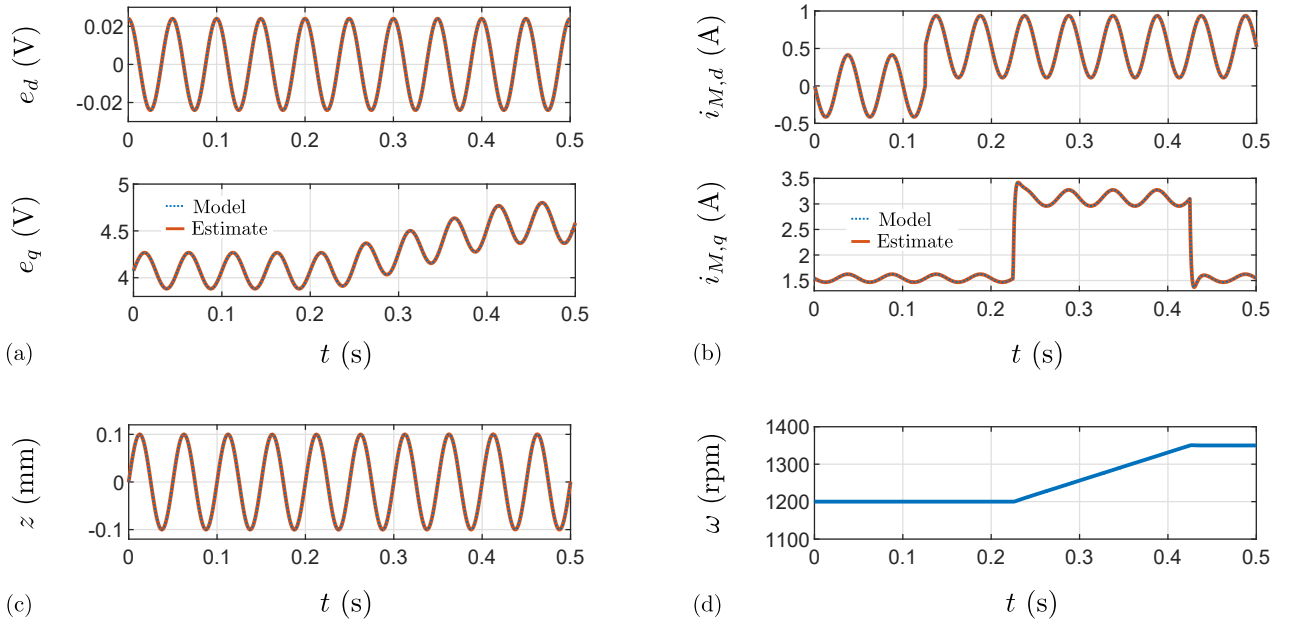 e_d (V)
0.02
0
-0.02
0 0.1 0.2 0.3 0.4 0.5
e_q (V)
5
4.5
4
Model
Estimate
0 0.1 0.2 0.3 0.4 0.5
(a)
t (s)
i_{M,d} (A)
1
0.5
0
-0.5
0 0.1 0.2 0.3 0.4 0.5
i_{M,q} (A)
3.5
3
2.5
2
1.5
Model
Estimate
0 0.1 0.2 0.3 0.4 0.5
(b)
t (s)
z (mm)
0.1
0
-0.1
0 0.1 0.2 0.3 0.4 0.5
(c)
t (s)
ω (rpm)
1400
1300
1200
1100
0 0.1 0.2 0.3 0.4 0.5
(d)
t (s)